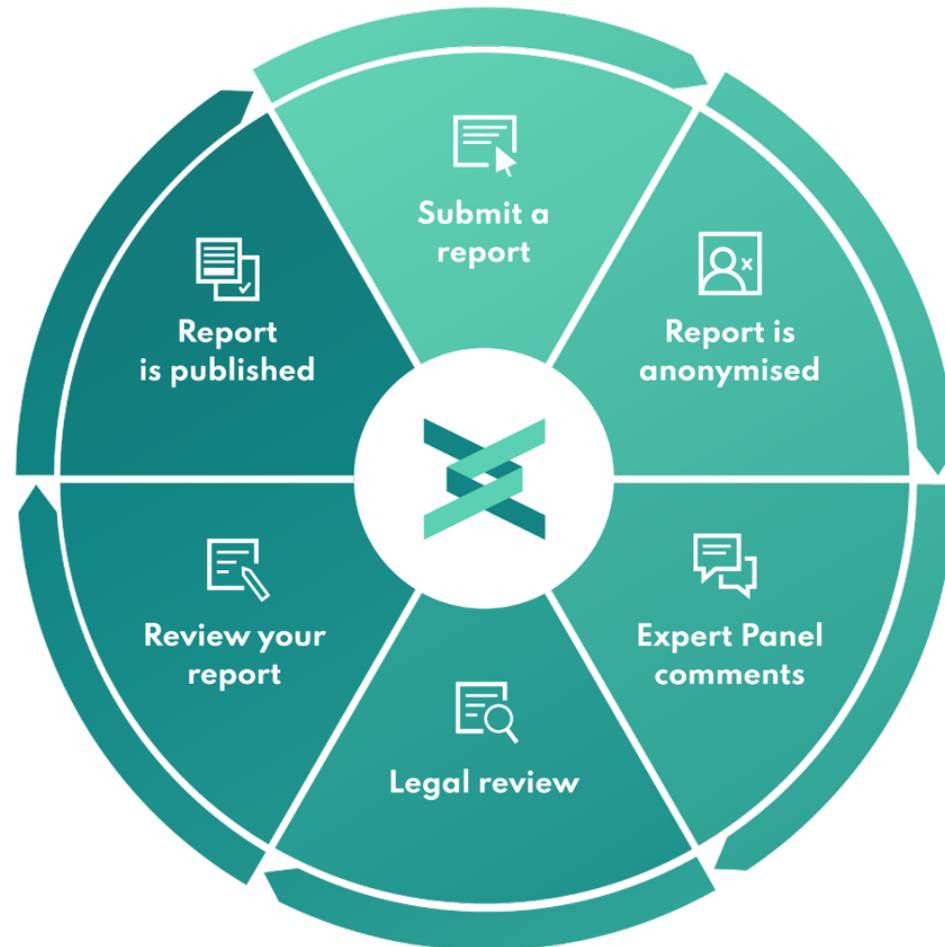 Submit a
report
Report is
anonymised
Expert Panel
comments
Legal review
Review your
report
Report
is published